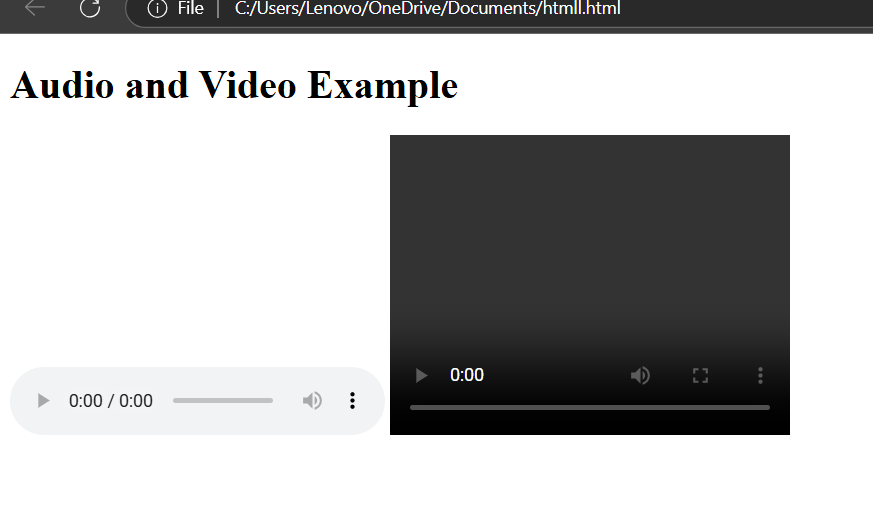 File C:/Users/Lenovo/OneDrive/Documents/htmll.html
Audio and Video Example
0:00 / 0:00
0:00